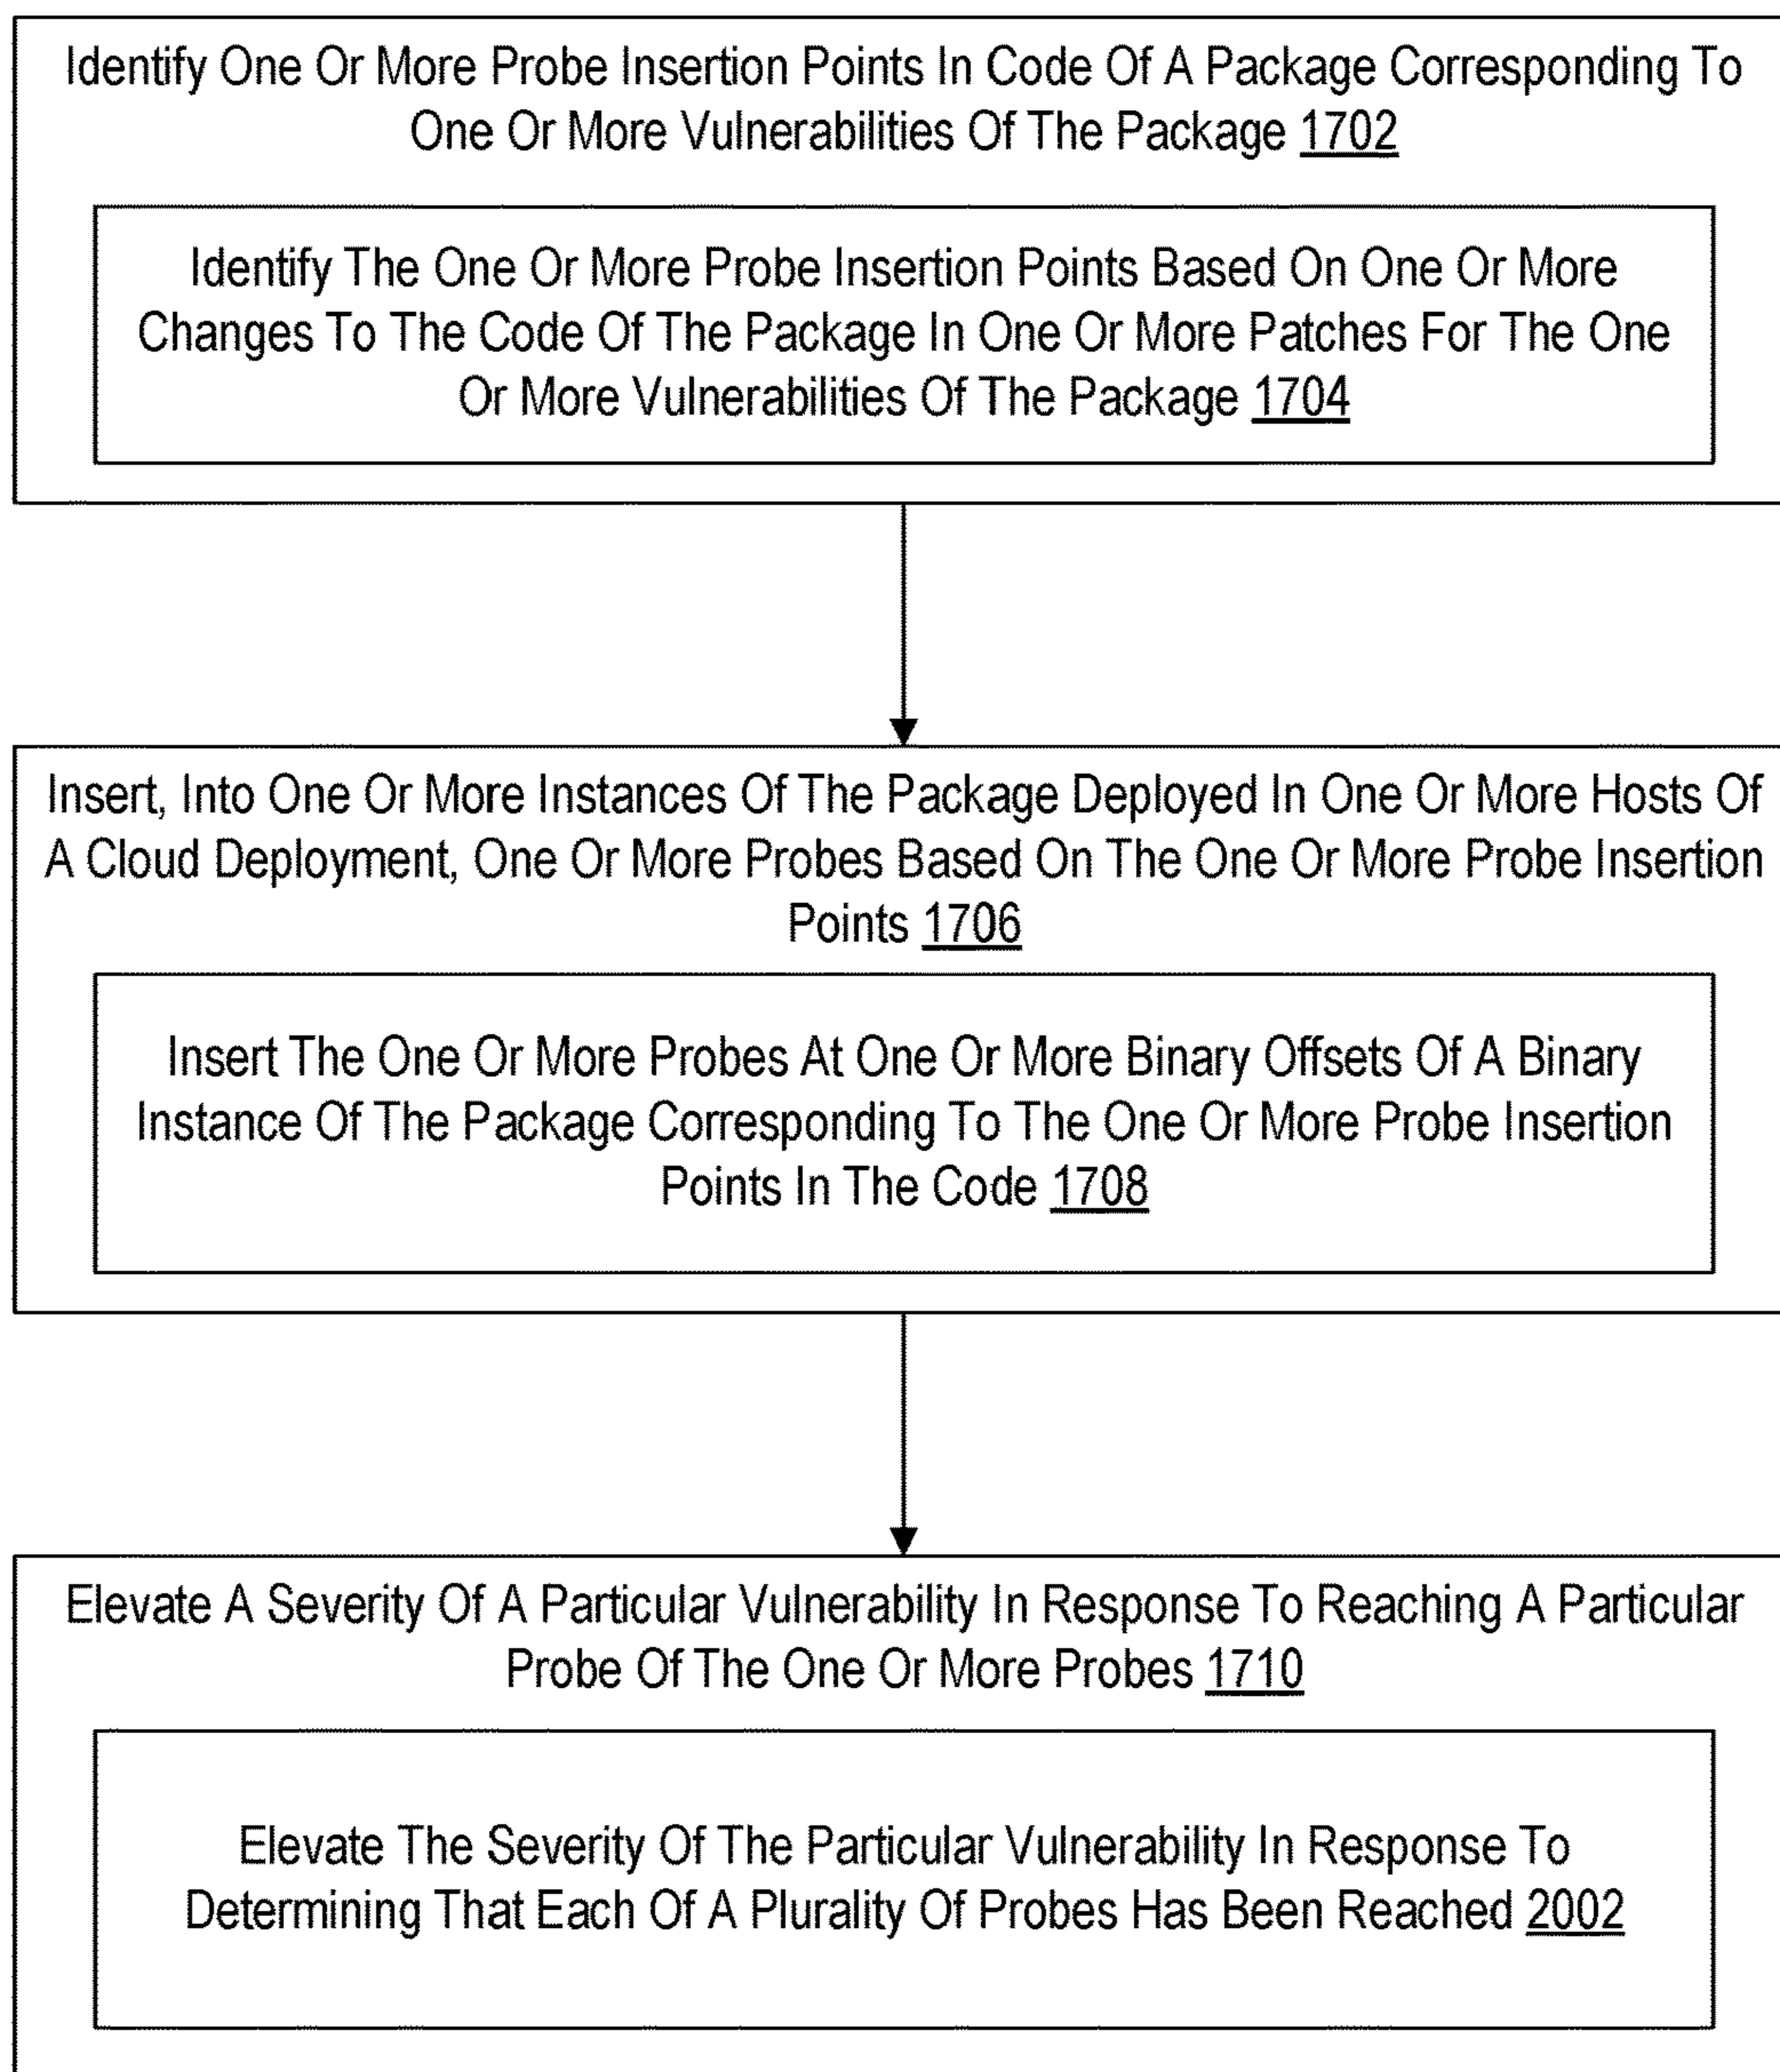 Identify One Or More Probe Insertion Points In Code Of A Package Corresponding To
One Or More Vulnerabilities Of The Package 1702
Identify The One Or More Probe Insertion Points Based On One Or More
Changes To The Code Of The Package In One Or More Patches For The One
Or More Vulnerabilities Of The Package 1704
Insert, Into One Or More Instances Of The Package Deployed In One Or More Hosts Of
A Cloud Deployment, One Or More Probes Based On The One Or More Probe Insertion
Points 1706
Insert The One Or More Probes At One Or More Binary Offsets Of A Binary
Instance Of The Package Corresponding To The One Or More Probe Insertion
Points In The Code 1708
Elevate A Severity Of A Particular Vulnerability In Response To Reaching A Particular
Probe Of The One Or More Probes 1710
Elevate The Severity Of The Particular Vulnerability In Response To
Determining That Each Of A Plurality Of Probes Has Been Reached 2002